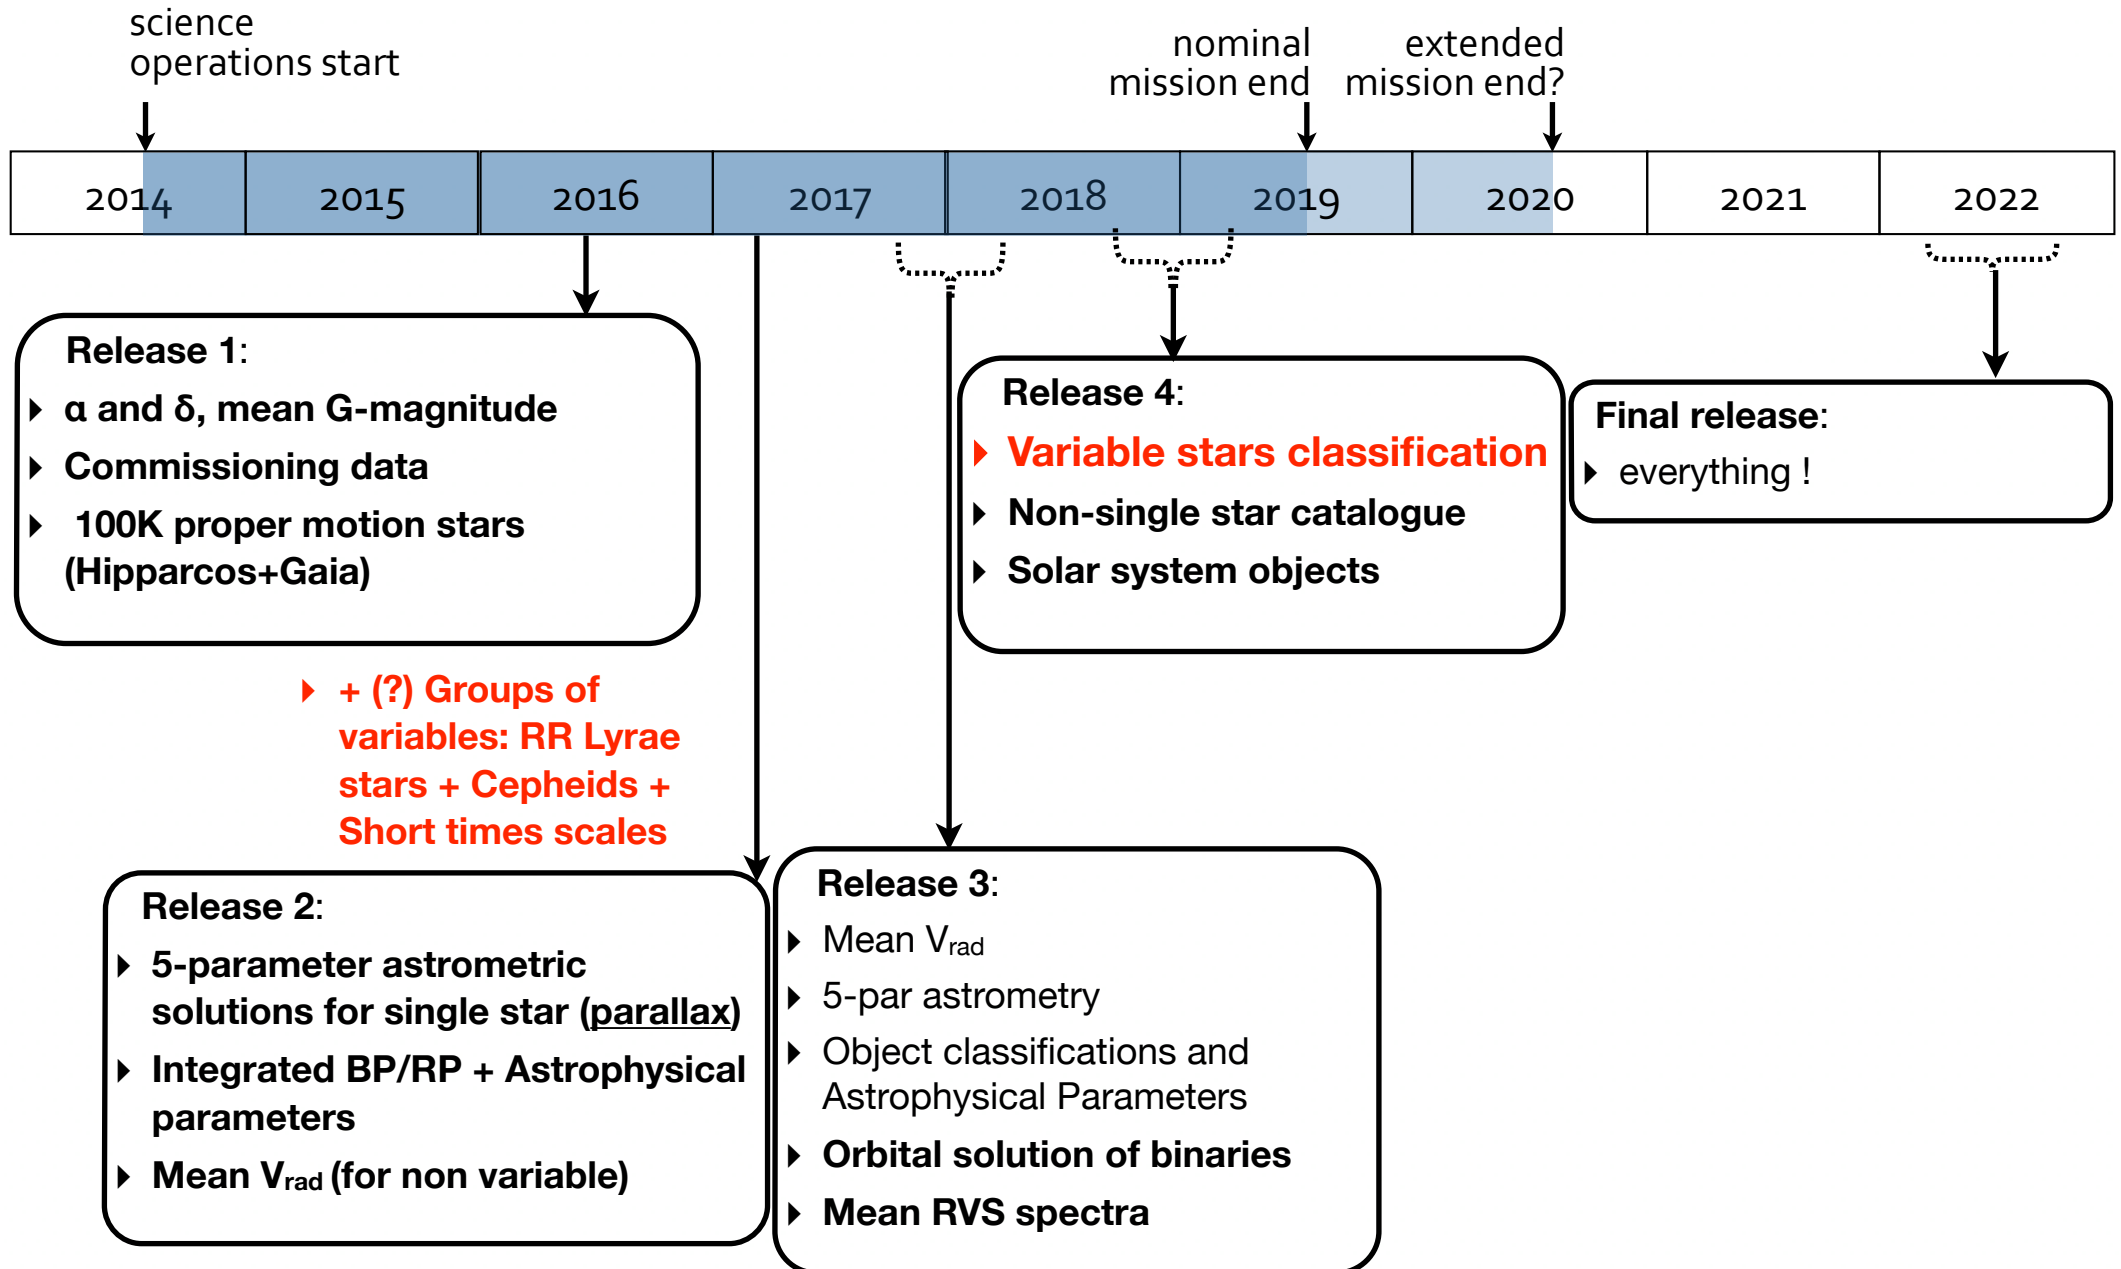 science
operations start
nominal
mission end
extended
mission end?
2014
2015
2016
2017
2018
2019
2020
2021
2022
Release 1:
α and δ, mean G-magnitude
Commissioning data
100K proper motion stars
(Hipparcos+Gaia)
+ (?) Groups of
variables: RR Lyrae
stars + Cepheids +
Short times scales
Release 2:
5-parameter astrometric
solutions for single star (parallax)
Integrated BP/RP + Astrophysical
parameters
Mean Vrad (for non variable)
Release 3:
Mean Vrad
5-par astrometry
Object classifications and
Astrophysical Parameters
Orbital solution of binaries
Mean RVS spectra
Release 4:
Variable stars classification
Non-single star catalogue
Solar system objects
Final release:
everything !